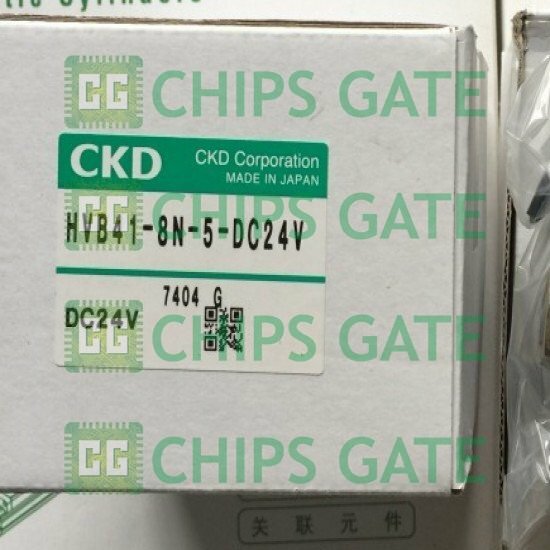 CHIPS GATE
CKD
CKD Corporation
MADE IN JAPAN
CHIPS GATE
HVB41-8N-5-DC24V
7404 G
DC24V
CHIPS GATE
CHIPS GATE
关联元件